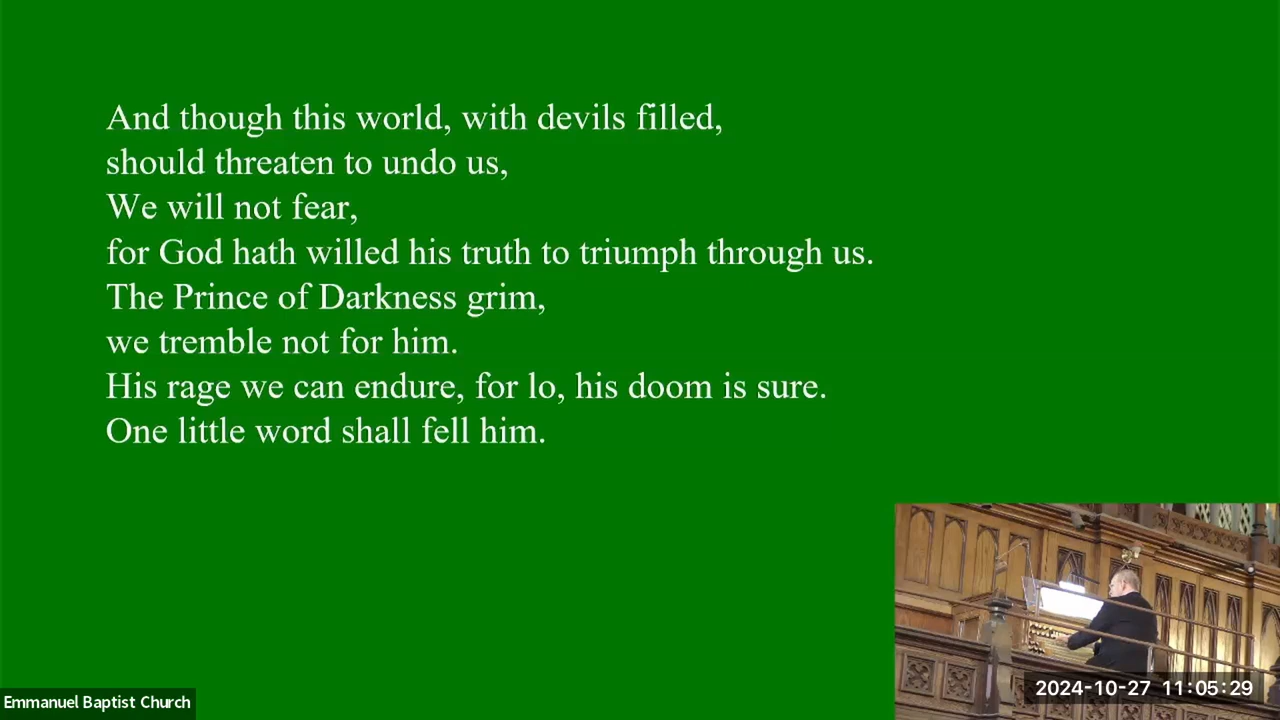 And though this world, with devils filled,
should threaten to undo us,
We will not fear,
for God hath willed his truth to triumph through us.
The Prince of Darkness grim,
we tremble not for him.
His rage we can endure, for lo, his doom is sure.
One little word shall fell him.
Emmanuel Baptist Church
2024-10-27 11:05:29